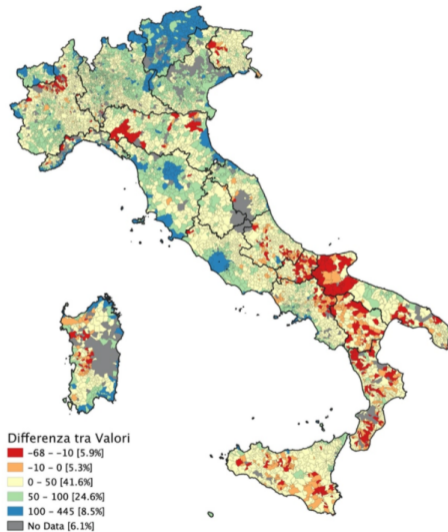 Differenza tra Valori
-68 - -10 [5.9%]
-10 - 0 [5.3%]
0 - 50 [41.6%]
50 - 100 [24.6%]
100 - 445 [8.5%]
No Data [6.1%]